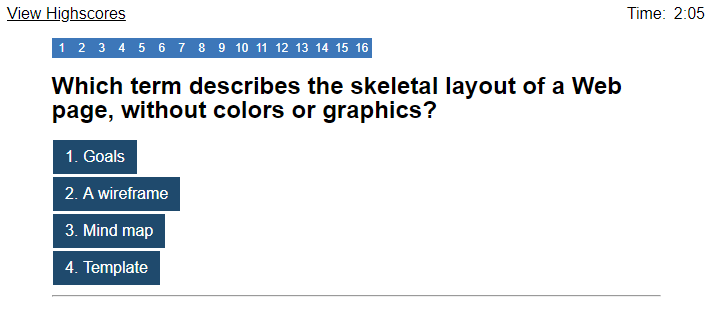 View Highscores Time: 2:05
1 2 3 4 5 6 7 8 9 10 11 12 13 14 15 16
Which term describes the skeletal layout of a Web
page, without colors or graphics?
1. Goals
2. A wireframe
3. Mind map
4. Template